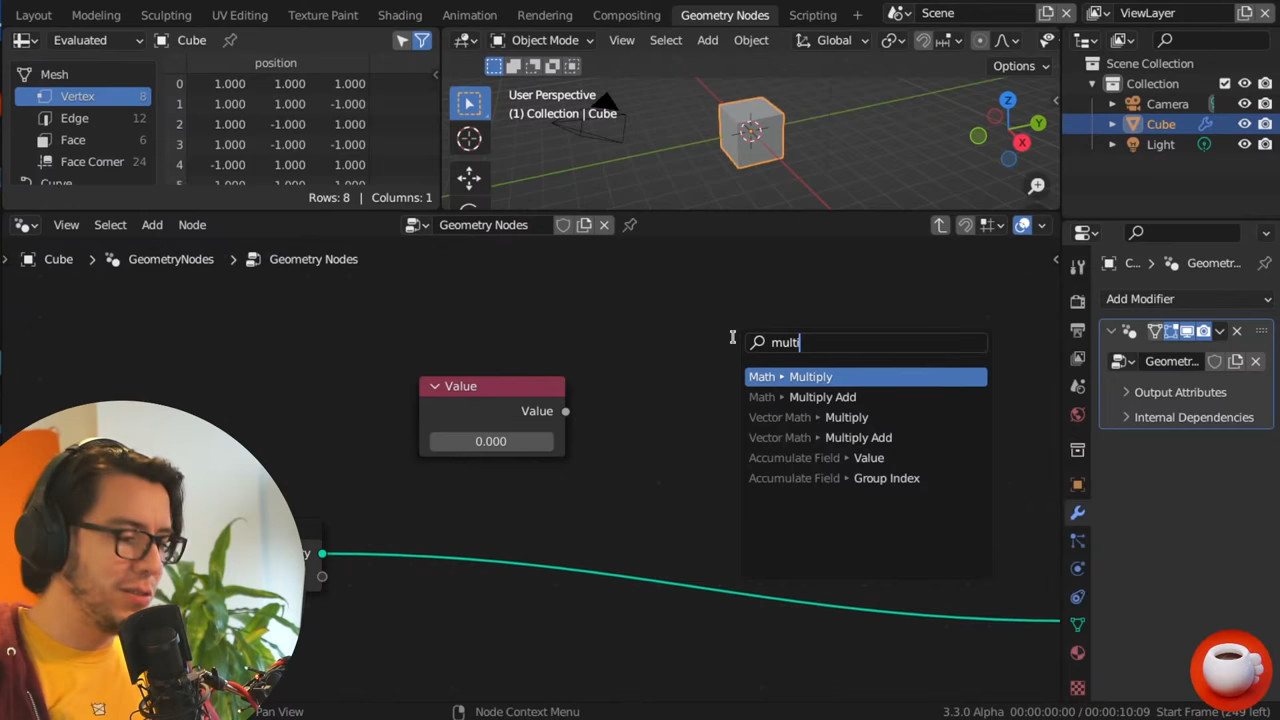 Layout Modeling Sculpting UV Editing Texture Paint Shading Animation Rendering Compositing Geometry Nodes Scripting + Scene ViewLayer
Evaluated Cube
Object Mode View Select Add Object Global
Options
position
Mesh
Vertex 8
Edge 12
Face 6
Face Corner 24
0 1.000 1.000 1.000
1 1.000 1.000 -1.000
2 1.000 -1.000 1.000
3 1.000 -1.000 -1.000
4 -1.000 1.000 1.000
Rows: 8 | Columns: 1
User Perspective
(1) Collection | Cube
Z
Y
X
Scene Collection
Collection
Camera
Cube
Light
View Select Add Node Geometry Nodes
Cube > GeometryNodes > Geometry Nodes
Value
Value
0.000
multi
Math ▸ Multiply
Math ▸ Multiply Add
Vector Math ▸ Multiply
Vector Math ▸ Multiply Add
Accumulate Field ▸ Value
Accumulate Field ▸ Group Index
C... > Geometr...
Add Modifier
Geometr...
Output Attributes
Internal Dependencies
Pan View Node Context Menu
3.3.0 Alpha 00:00:00:00 / 00:00:10:09 Start Frame (249 left)